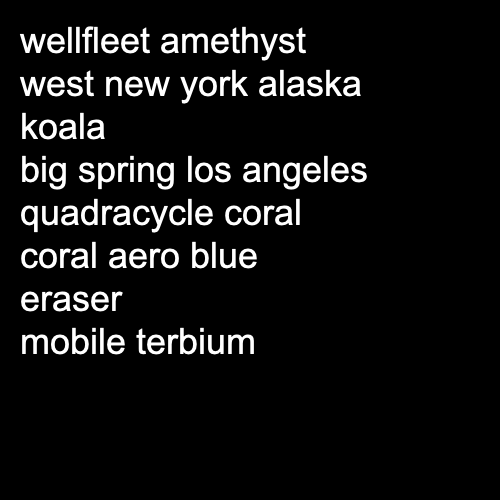 wellfleet amethyst
west new york alaska
koala
big spring los angeles
quadracycle coral
coral aero blue
eraser
mobile terbium